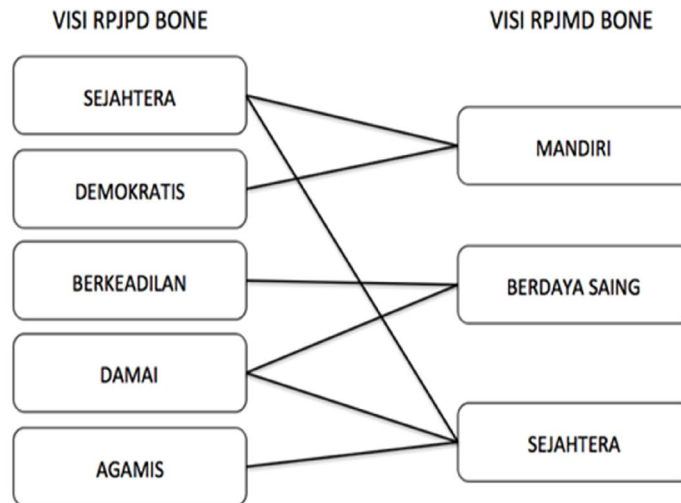 VISI RPJPD BONE
VISI RPJMD BONE
SEJAHTERA
DEMOKRATIS
BERKEADILAN
DAMAI
AGAMIS
MANDIRI
BERDAYA SAING
SEJAHTERA